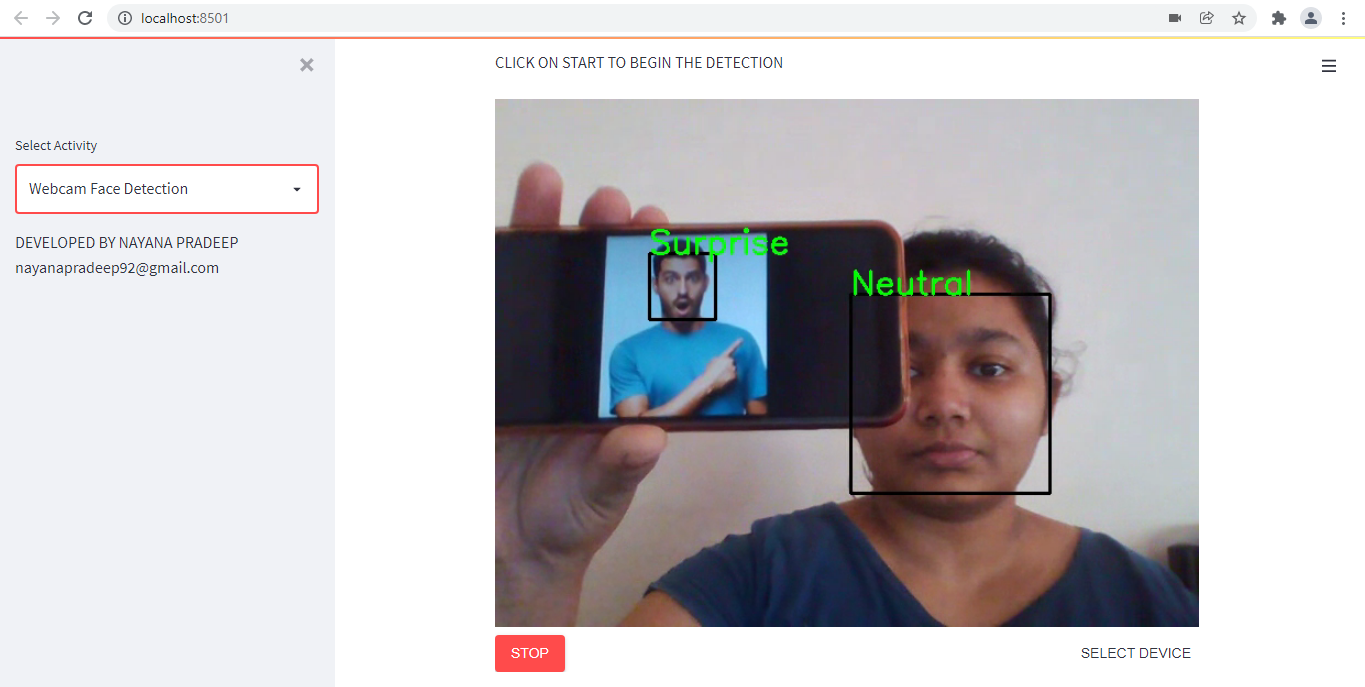 localhost:8501
CLICK ON START TO BEGIN THE DETECTION
Select Activity
Webcam Face Detection
DEVELOPED BY NAYANA PRADEEP
nayanapradeep92@gmail.com
Surprise
Neutral
STOP
SELECT DEVICE